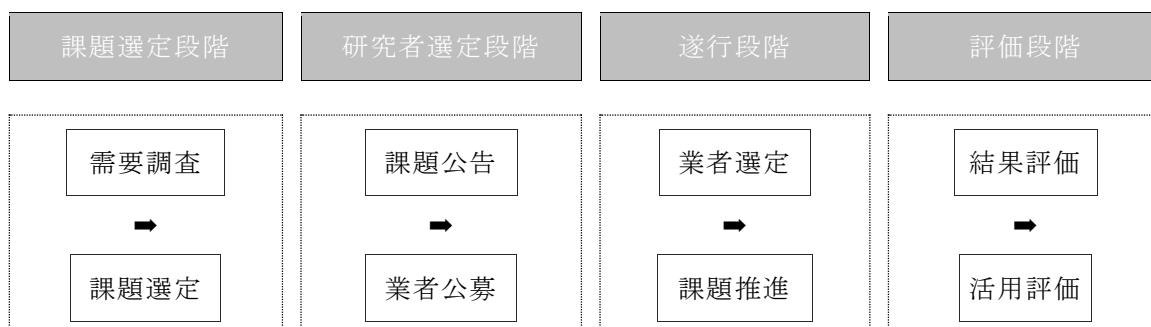 課題選定段階
研究者選定段階
遂行段階
評価段階
需要調査
課題公告
業者選定
結果評価
課題選定
業者公募
課題推進
活用評価